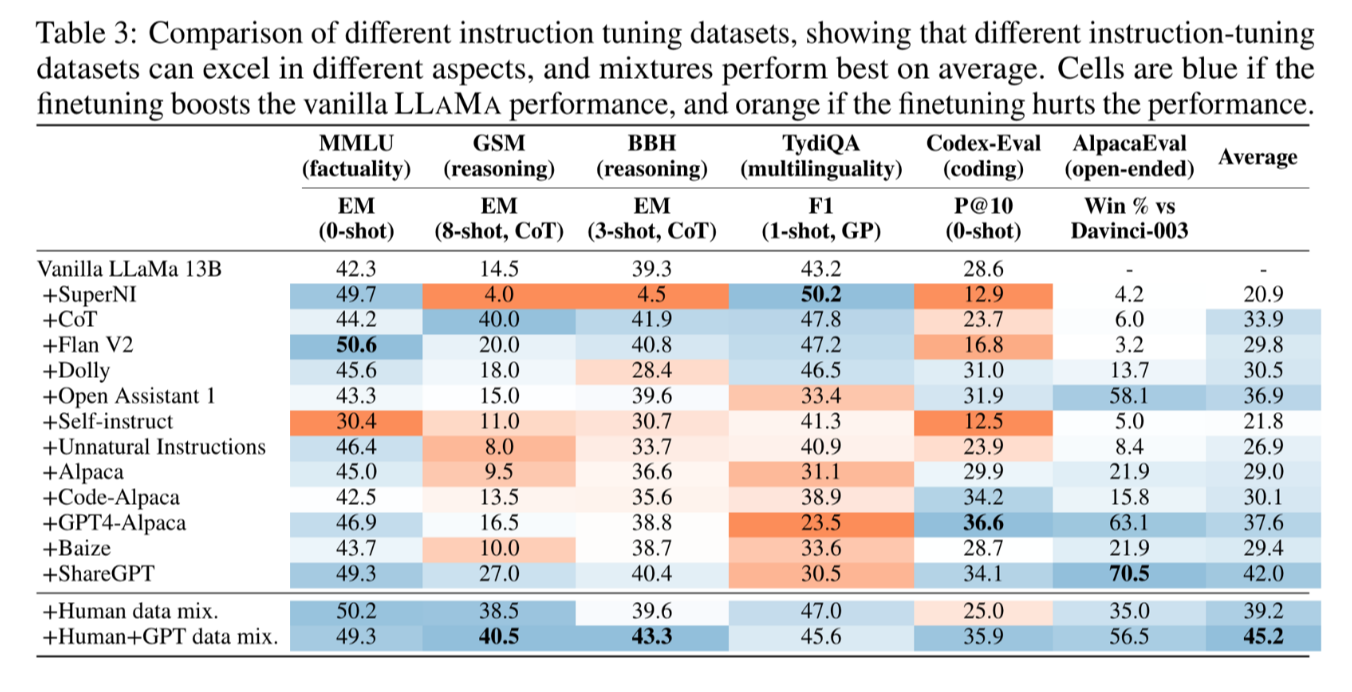 Table 3: Comparison of different instruction tuning datasets, showing that different instruction-tuning
datasets can excel in different aspects, and mixtures perform best on average. Cells are blue if the
finetuning boosts the vanilla LLAMA performance, and orange if the finetuning hurts the performance.
MMLU GSM BBH TydiQA Codex-Eval AlpacaEval Average
(factuality) (reasoning) (reasoning) (multilinguality) (coding) (open-ended)
EM EM EM F1 P@10 Win % vs
(0-shot) (8-shot, CoT) (3-shot, CoT) (1-shot, GP) (0-shot) Davinci-003
Vanilla LLaMa 13B 42.3 14.5 39.3 43.2 28.6 - -
+SuperNI 49.7 4.0 4.5 50.2 12.9 4.2 20.9
+CoT 44.2 40.0 41.9 47.8 23.7 6.0 33.9
+Flan V2 50.6 20.0 40.8 47.2 16.8 3.2 29.8
+Dolly 45.6 18.0 28.4 46.5 31.0 13.7 30.5
+Open Assistant 1 43.3 15.0 39.6 33.4 31.9 58.1 36.9
+Self-instruct 30.4 11.0 30.7 41.3 12.5 5.0 21.8
+Unnatural Instructions 46.4 8.0 33.7 40.9 23.9 8.4 26.9
+Alpaca 45.0 9.5 36.6 31.1 29.9 21.9 29.0
+Code-Alpaca 42.5 13.5 35.6 38.9 34.2 15.8 30.1
+GPT4-Alpaca 46.9 16.5 38.8 23.5 36.6 63.1 37.6
+Baize 43.7 10.0 38.7 33.6 28.7 21.9 29.4
+ShareGPT 49.3 27.0 40.4 30.5 34.1 70.5 42.0
+Human data mix. 50.2 38.5 39.6 47.0 25.0 35.0 39.2
+Human+GPT data mix. 49.3 40.5 43.3 45.6 35.9 56.5 45.2